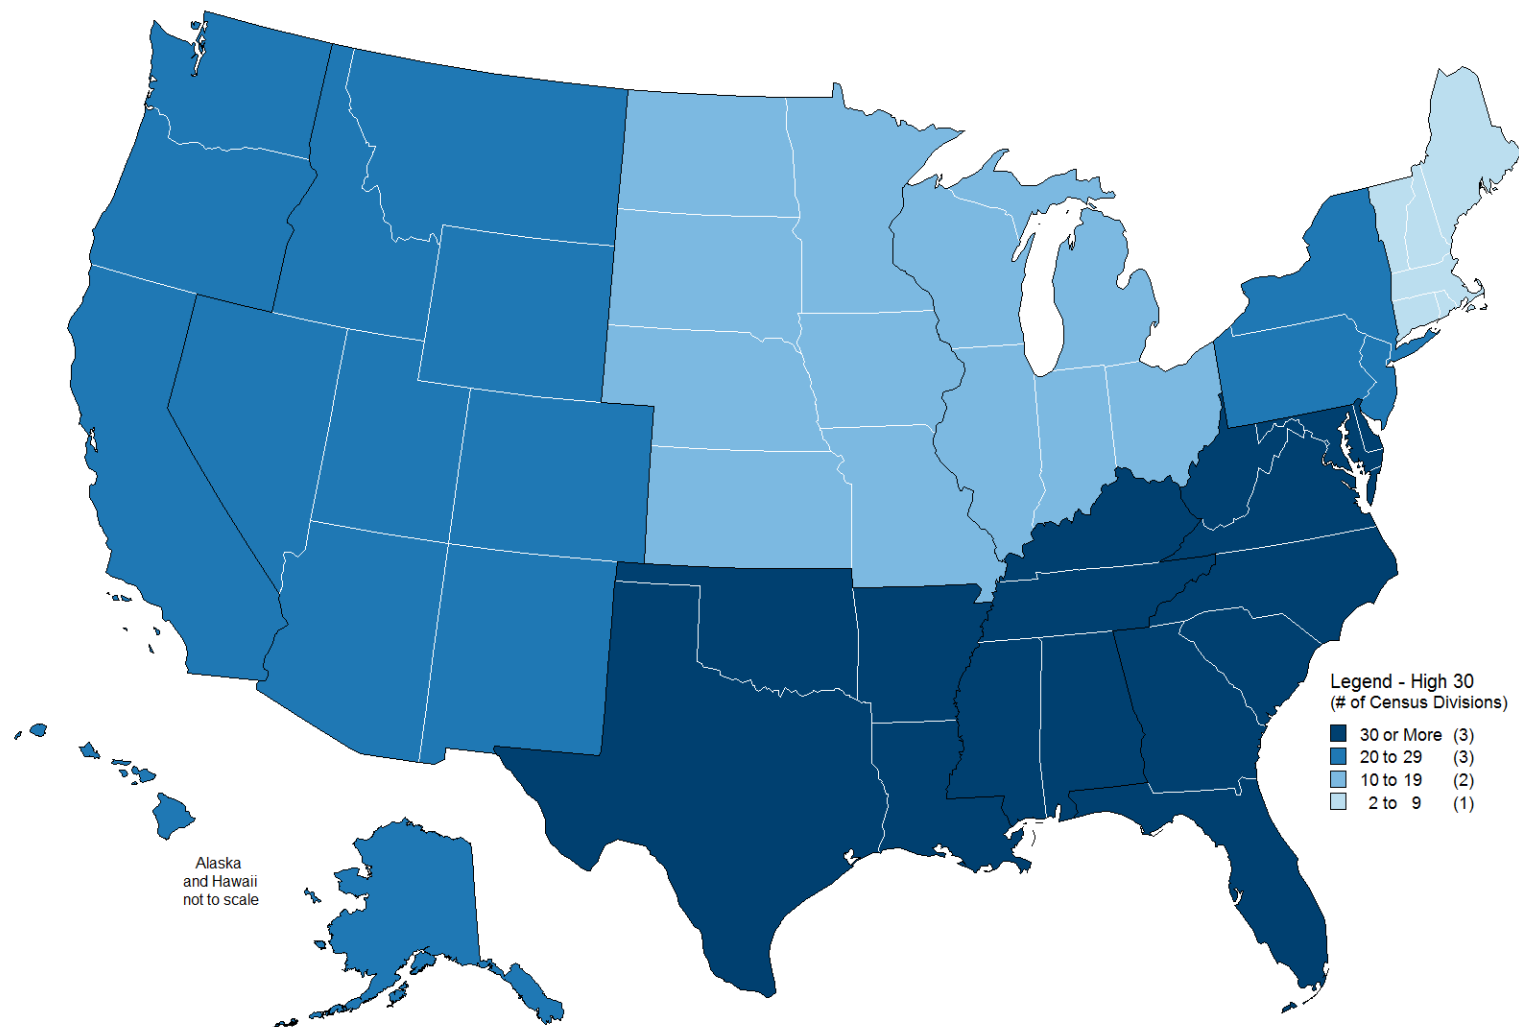 Legend - High 30
(# of Census Divisions)
30 or More (3)
20 to 29 (3)
10 to 19 (2)
2 to 9 (1)
Alaska
and Hawaii
not to scale